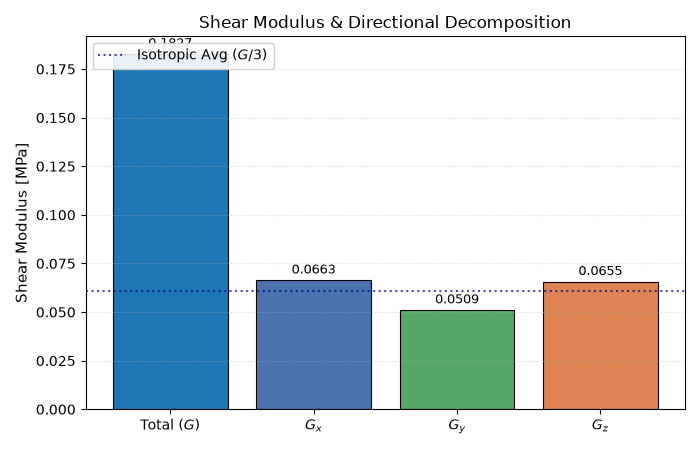 Shear Modulus & Directional Decomposition
0.1827
Isotropic Avg (G/3)
Shear Modulus [MPa]
0.175
0.150
0.125
0.100
0.075
0.050
0.025
0.000
0.0663
0.0509
0.0655
Total (G)
Gx
Gy
Gz